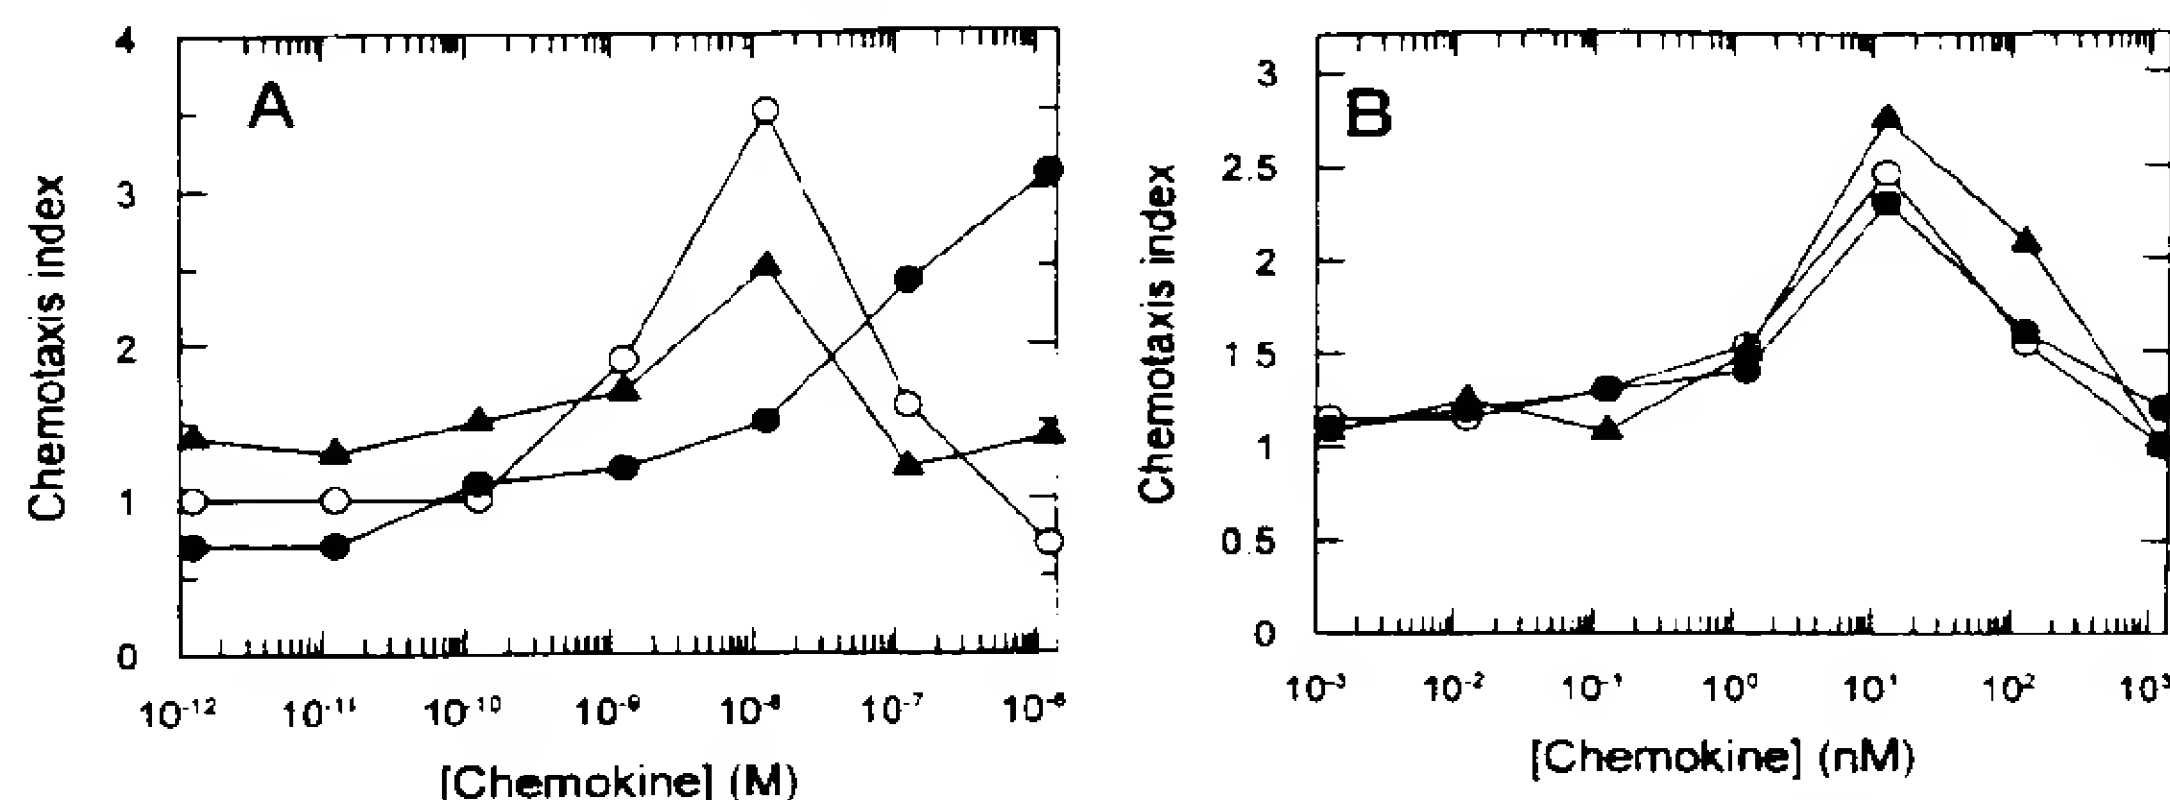 A
Chemotaxis index
4
3
2
1
0
10⁻¹² 10⁻¹¹ 10⁻¹⁰ 10⁻⁹ 10⁻⁸ 10⁻⁷ 10⁻⁶
[Chemokine] (M)
B
Chemotaxis index
3
2.5
2
1 5
1
0.5
0
10⁻³ 10⁻² 10⁻¹ 10⁰ 10¹ 10² 10³
[Chemokine] (nM)